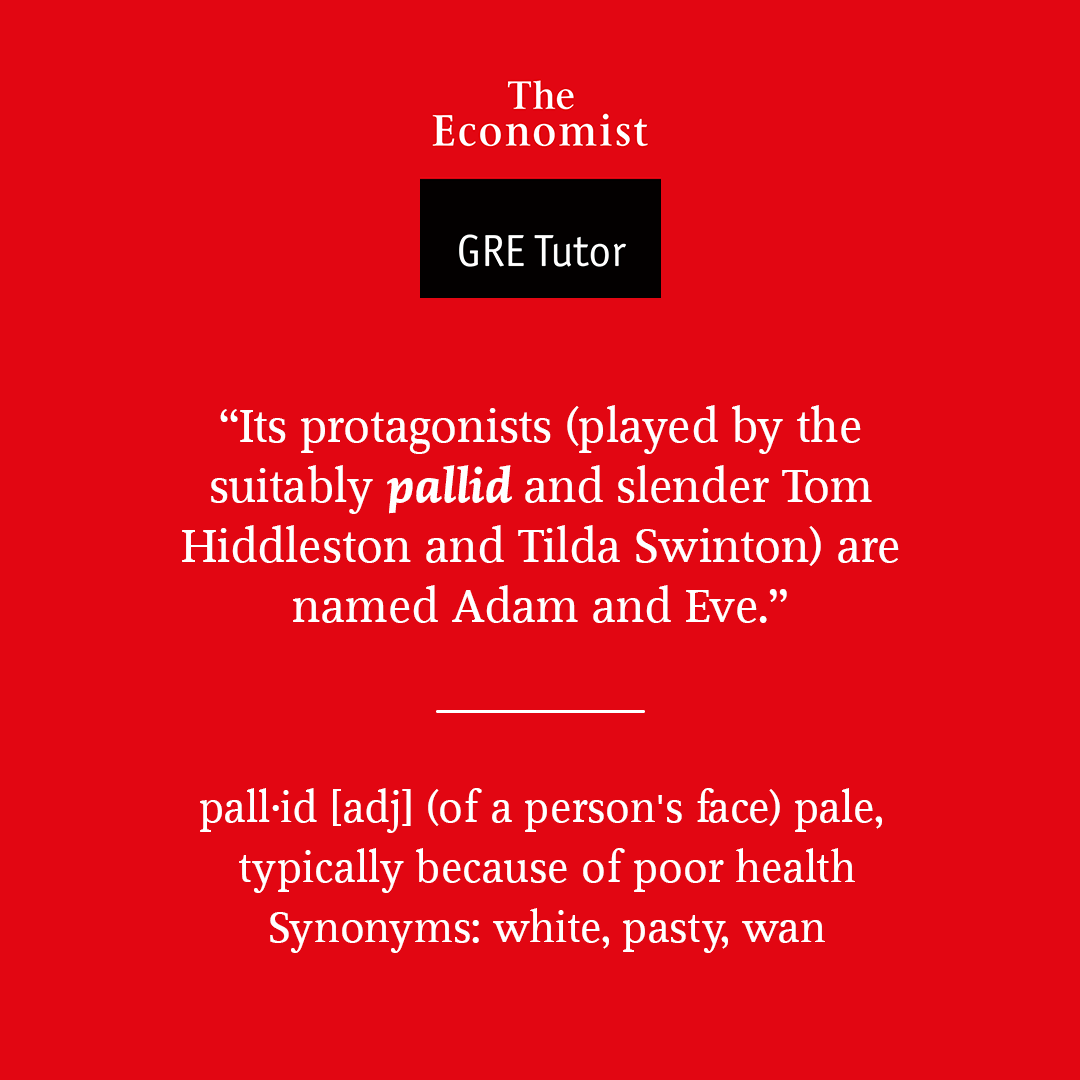 The
Economist
GRE Tutor
“Its protagonists (played by the
suitably pallid and slender Tom
Hiddleston and Tilda Swinton) are
named Adam and Eve.”
pall·id [adj] (of a person's face) pale,
typically because of poor health
Synonyms: white, pasty, wan